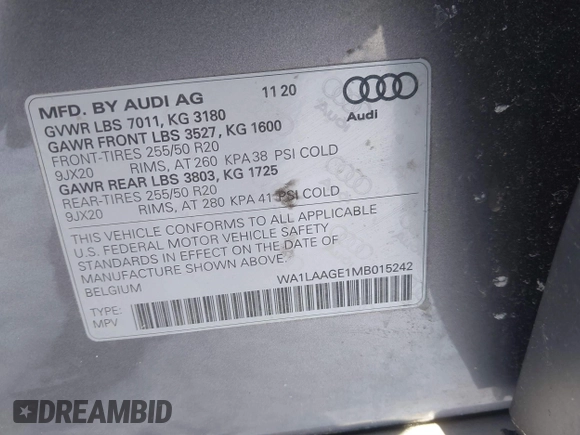 MFD. BY AUDI AG 11 20
GVWR LBS 7011, KG 3180
GAWR FRONT LBS 3527, KG 1600
FRONT-TIRES 255/50 R20
9JX20 RIMS, AT 260 KPA 38 PSI COLD
GAWR REAR LBS 3803, KG 1725
REAR-TIRES 255/50 R20
9JX20 RIMS, AT 280 KPA 41 PSI COLD
Audi
THIS VEHICLE CONFORMS TO ALL APPLICABLE
U.S. FEDERAL MOTOR VEHICLE SAFETY
STANDARDS IN EFFECT ON THE DATE OF
MANUFACTURE SHOWN ABOVE.
BELGIUM WA1LAAGE1MB015242
TYPE:
MPV
DREAMBID